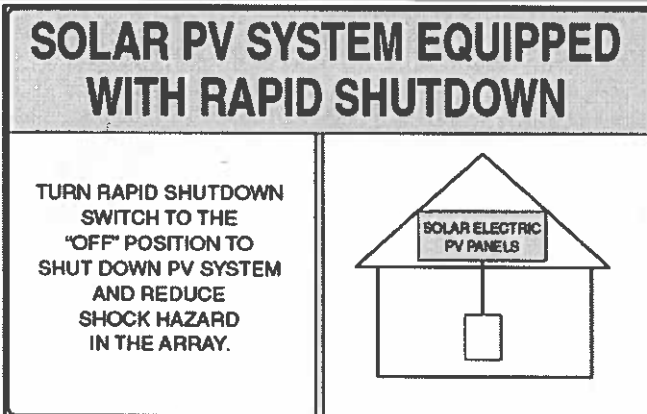 SOLAR PV SYSTEM EQUIPPED
WITH RAPID SHUTDOWN
TURN RAPID SHUTDOWN
SWITCH TO THE
"OFF" POSITION TO
SHUT DOWN PV SYSTEM
AND REDUCE
SHOCK HAZARD
IN THE ARRAY.
SOLAR ELECTRIC
PV PANELS